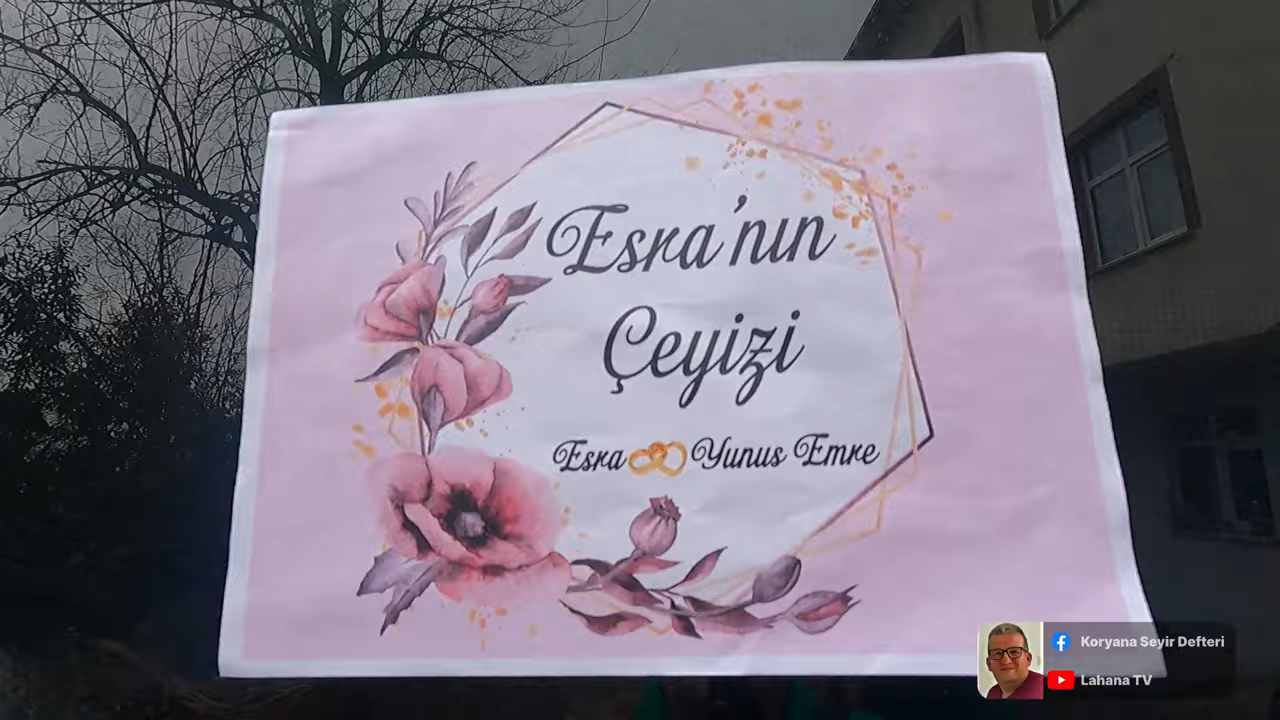 Esra'nın
Çeyizi
Esra Yunus Emre
Koryana Seyir Defteri
Lahana TV